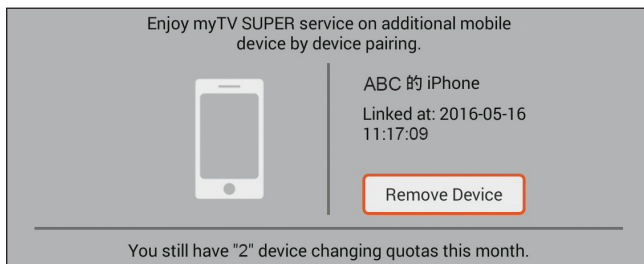 Enjoy myTV SUPER service on additional mobile
device by device pairing.
ABC 的 iPhone
Linked at: 2016-05-16
11:17:09
Remove Device
You still have "2" device changing quotas this month.